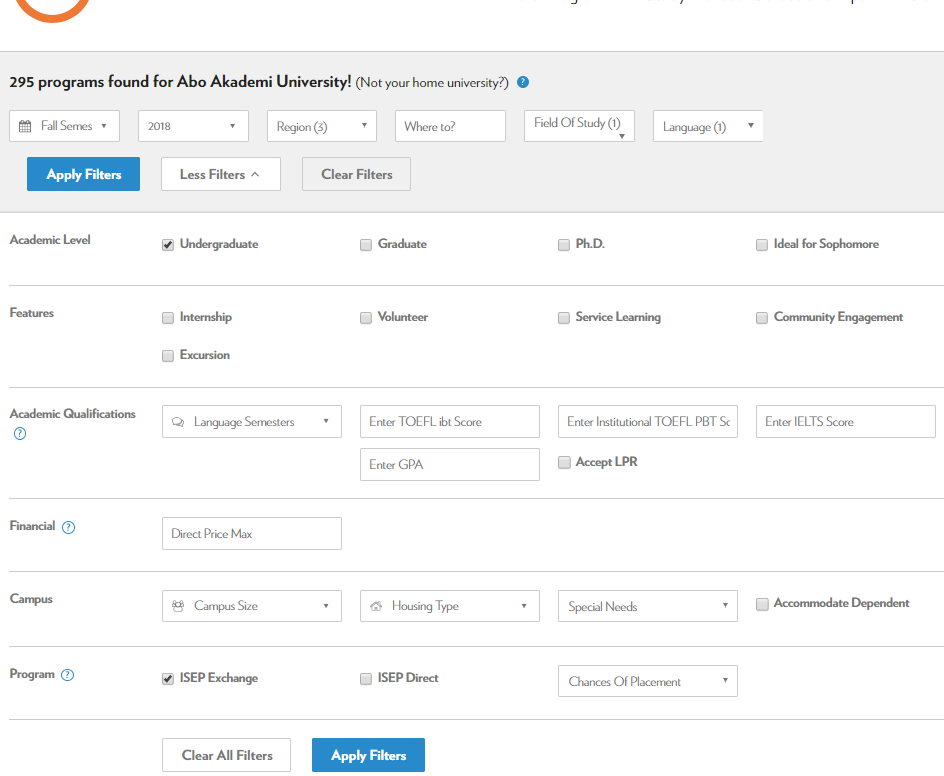 295 programs found for Abo Akademi University! (Not your home university?) ?
Fall Semes 2018 Region (3) Where to? Field Of Study (1) Language (1)
Apply Filters Less Filters Clear Filters
Academic Level Undergraduate Graduate Ph.D. Ideal for Sophomore
Features Internship Volunteer Service Learning Community Engagement
Excursion
Academic Qualifications ? Language Semesters Enter TOEFL ibt Score Enter Institutional TOEFL PBT Sc Enter IELTS Score
Enter GPA Accept LPR
Financial ? Direct Price Max
Campus Campus Size Housing Type Special Needs Accommodate Dependent
Program ? ISEP Exchange ISEP Direct Chances Of Placement
Clear All Filters Apply Filters